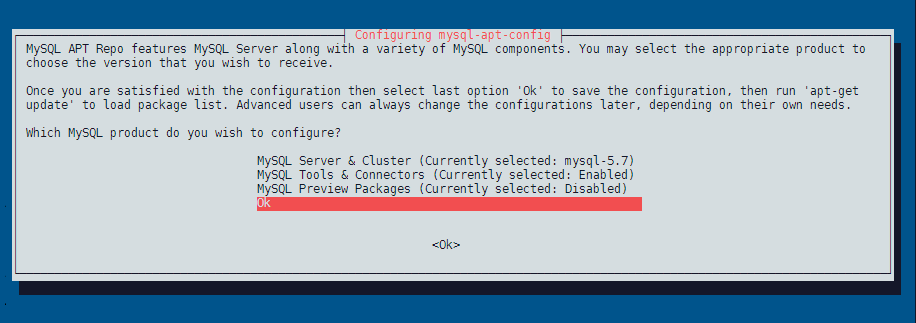 Configuring mysql-apt-config
MySQL APT Repo features MySQL Server along with a variety of MySQL components. You may select the appropriate product to
choose the version that you wish to receive.
Once you are satisfied with the configuration then select last option 'Ok' to save the configuration, then run 'apt-get
update' to load package list. Advanced users can always change the configurations later, depending on their own needs.
Which MySQL product do you wish to configure?
MySQL Server & Cluster (Currently selected: mysql-5.7)
MySQL Tools & Connectors (Currently selected: Enabled)
MySQL Preview Packages (Currently selected: Disabled)
Ok
<Ok>